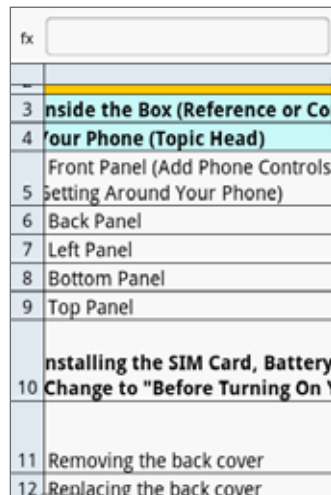 fx
3 nside the Box (Reference or Co
4 Your Phone (Topic Head)
Front Panel (Add Phone Controls
5 Getting Around Your Phone)
6 Back Panel
7 Left Panel
8 Bottom Panel
9 Top Panel
nstalling the SIM Card, Battery
10 Change to "Before Turning On Y
11 Removing the back cover
12 Replacing the back cover